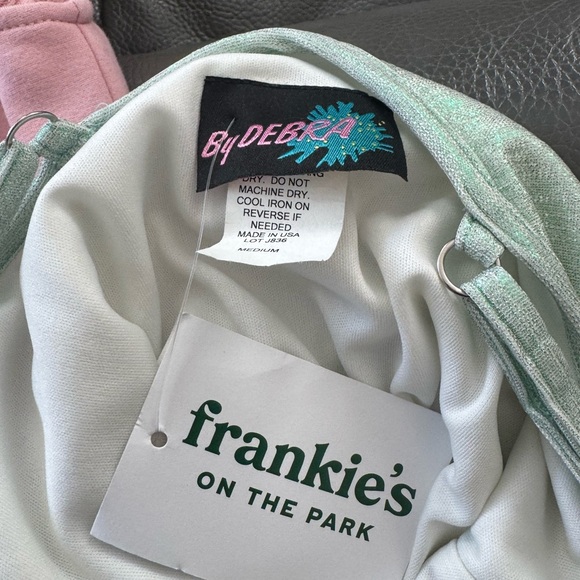 By DEBRA
DRY. DO NOT
MACHINE DRY.
COOL IRON ON
REVERSE IF
NEEDED
MADE IN USA
LOT J836
MEDIUM
frankie's
ON THE PARK